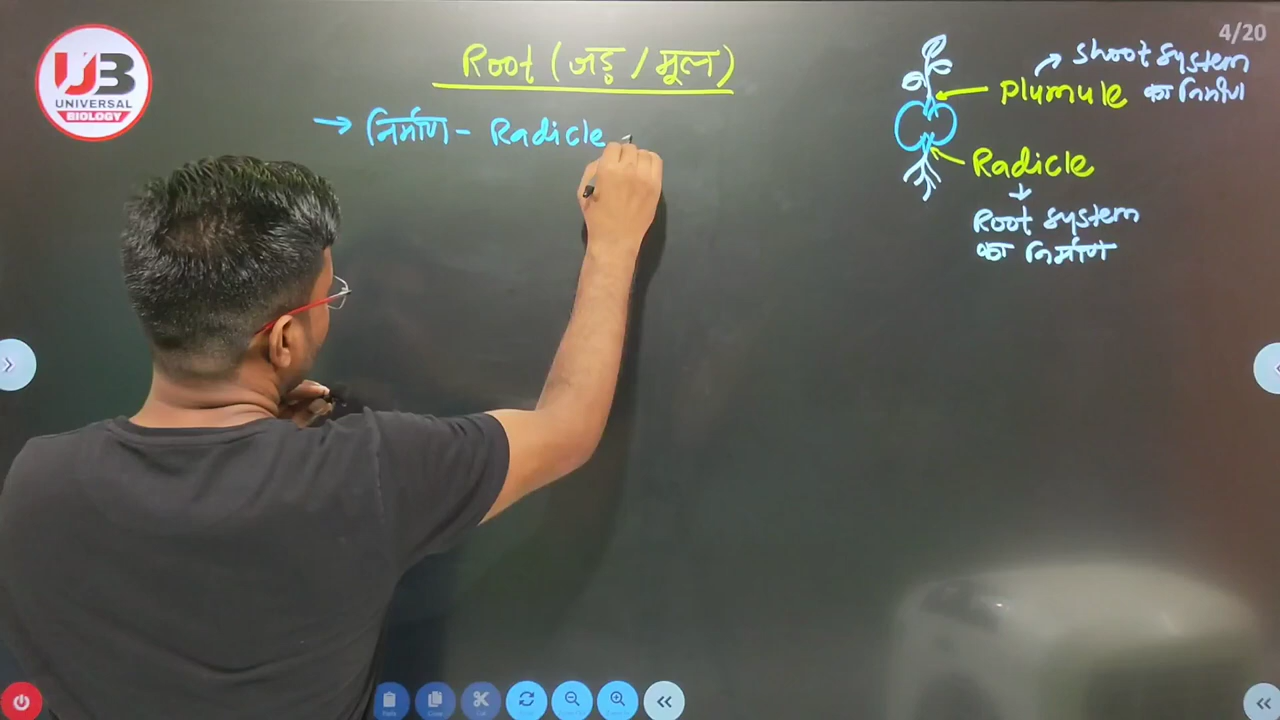 UB
UNIVERSAL
BIOLOGY
4/20
Root (जड़ / मूल)
→ निर्माण - Radicle
→ Shoot system
Plumule का निर्माण
Radicle
Root system
का निर्माण